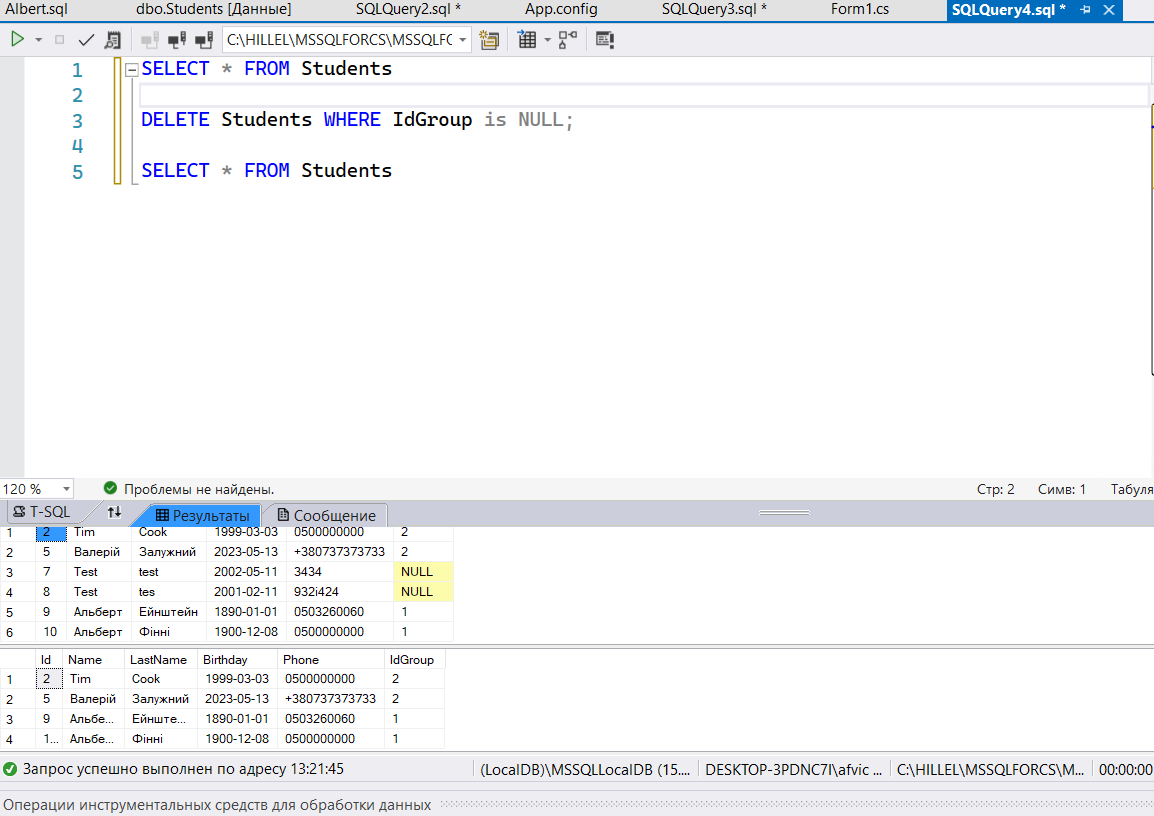 Albert.sql dbo.Students [Данные] SQLQuery2.sql * App.config SQLQuery3.sql * Form1.cs SQLQuery4.sql *
C:\HILLEL\MSSQLFORCS\MSSQLFC
1 SELECT * FROM Students
2
3 DELETE Students WHERE IdGroup is NULL;
4
5 SELECT * FROM Students
120 % Проблемы не найдены. Стр: 2 Симв: 1 Табуля
T-SQL Результаты Сообщение
1 2 Tim Cook 1999-03-03 0500000000 2
2 5 Валерій Залужний 2023-05-13 +380737373733 2
3 7 Test test 2002-05-11 3434 NULL
4 8 Test tes 2001-02-11 932i424 NULL
5 9 Альберт Ейнштейн 1890-01-01 0503260060 1
6 10 Альберт Фінні 1900-12-08 0500000000 1
Id Name LastName Birthday Phone IdGroup
1 2 Tim Cook 1999-03-03 0500000000 2
2 5 Валерій Залужний 2023-05-13 +380737373733 2
3 9 Альбе... Ейнште... 1890-01-01 0503260060 1
4 1... Альбе... Фінні 1900-12-08 0500000000 1
Запрос успешно выполнен по адресу 13:21:45 (LocalDB)\MSSQLLocalDB (15.... DESKTOP-3PDNC7I\afvic ... C:\HILLEL\MSSQLFORCS\M... 00:00:00
Операции инструментальных средств для обработки данных